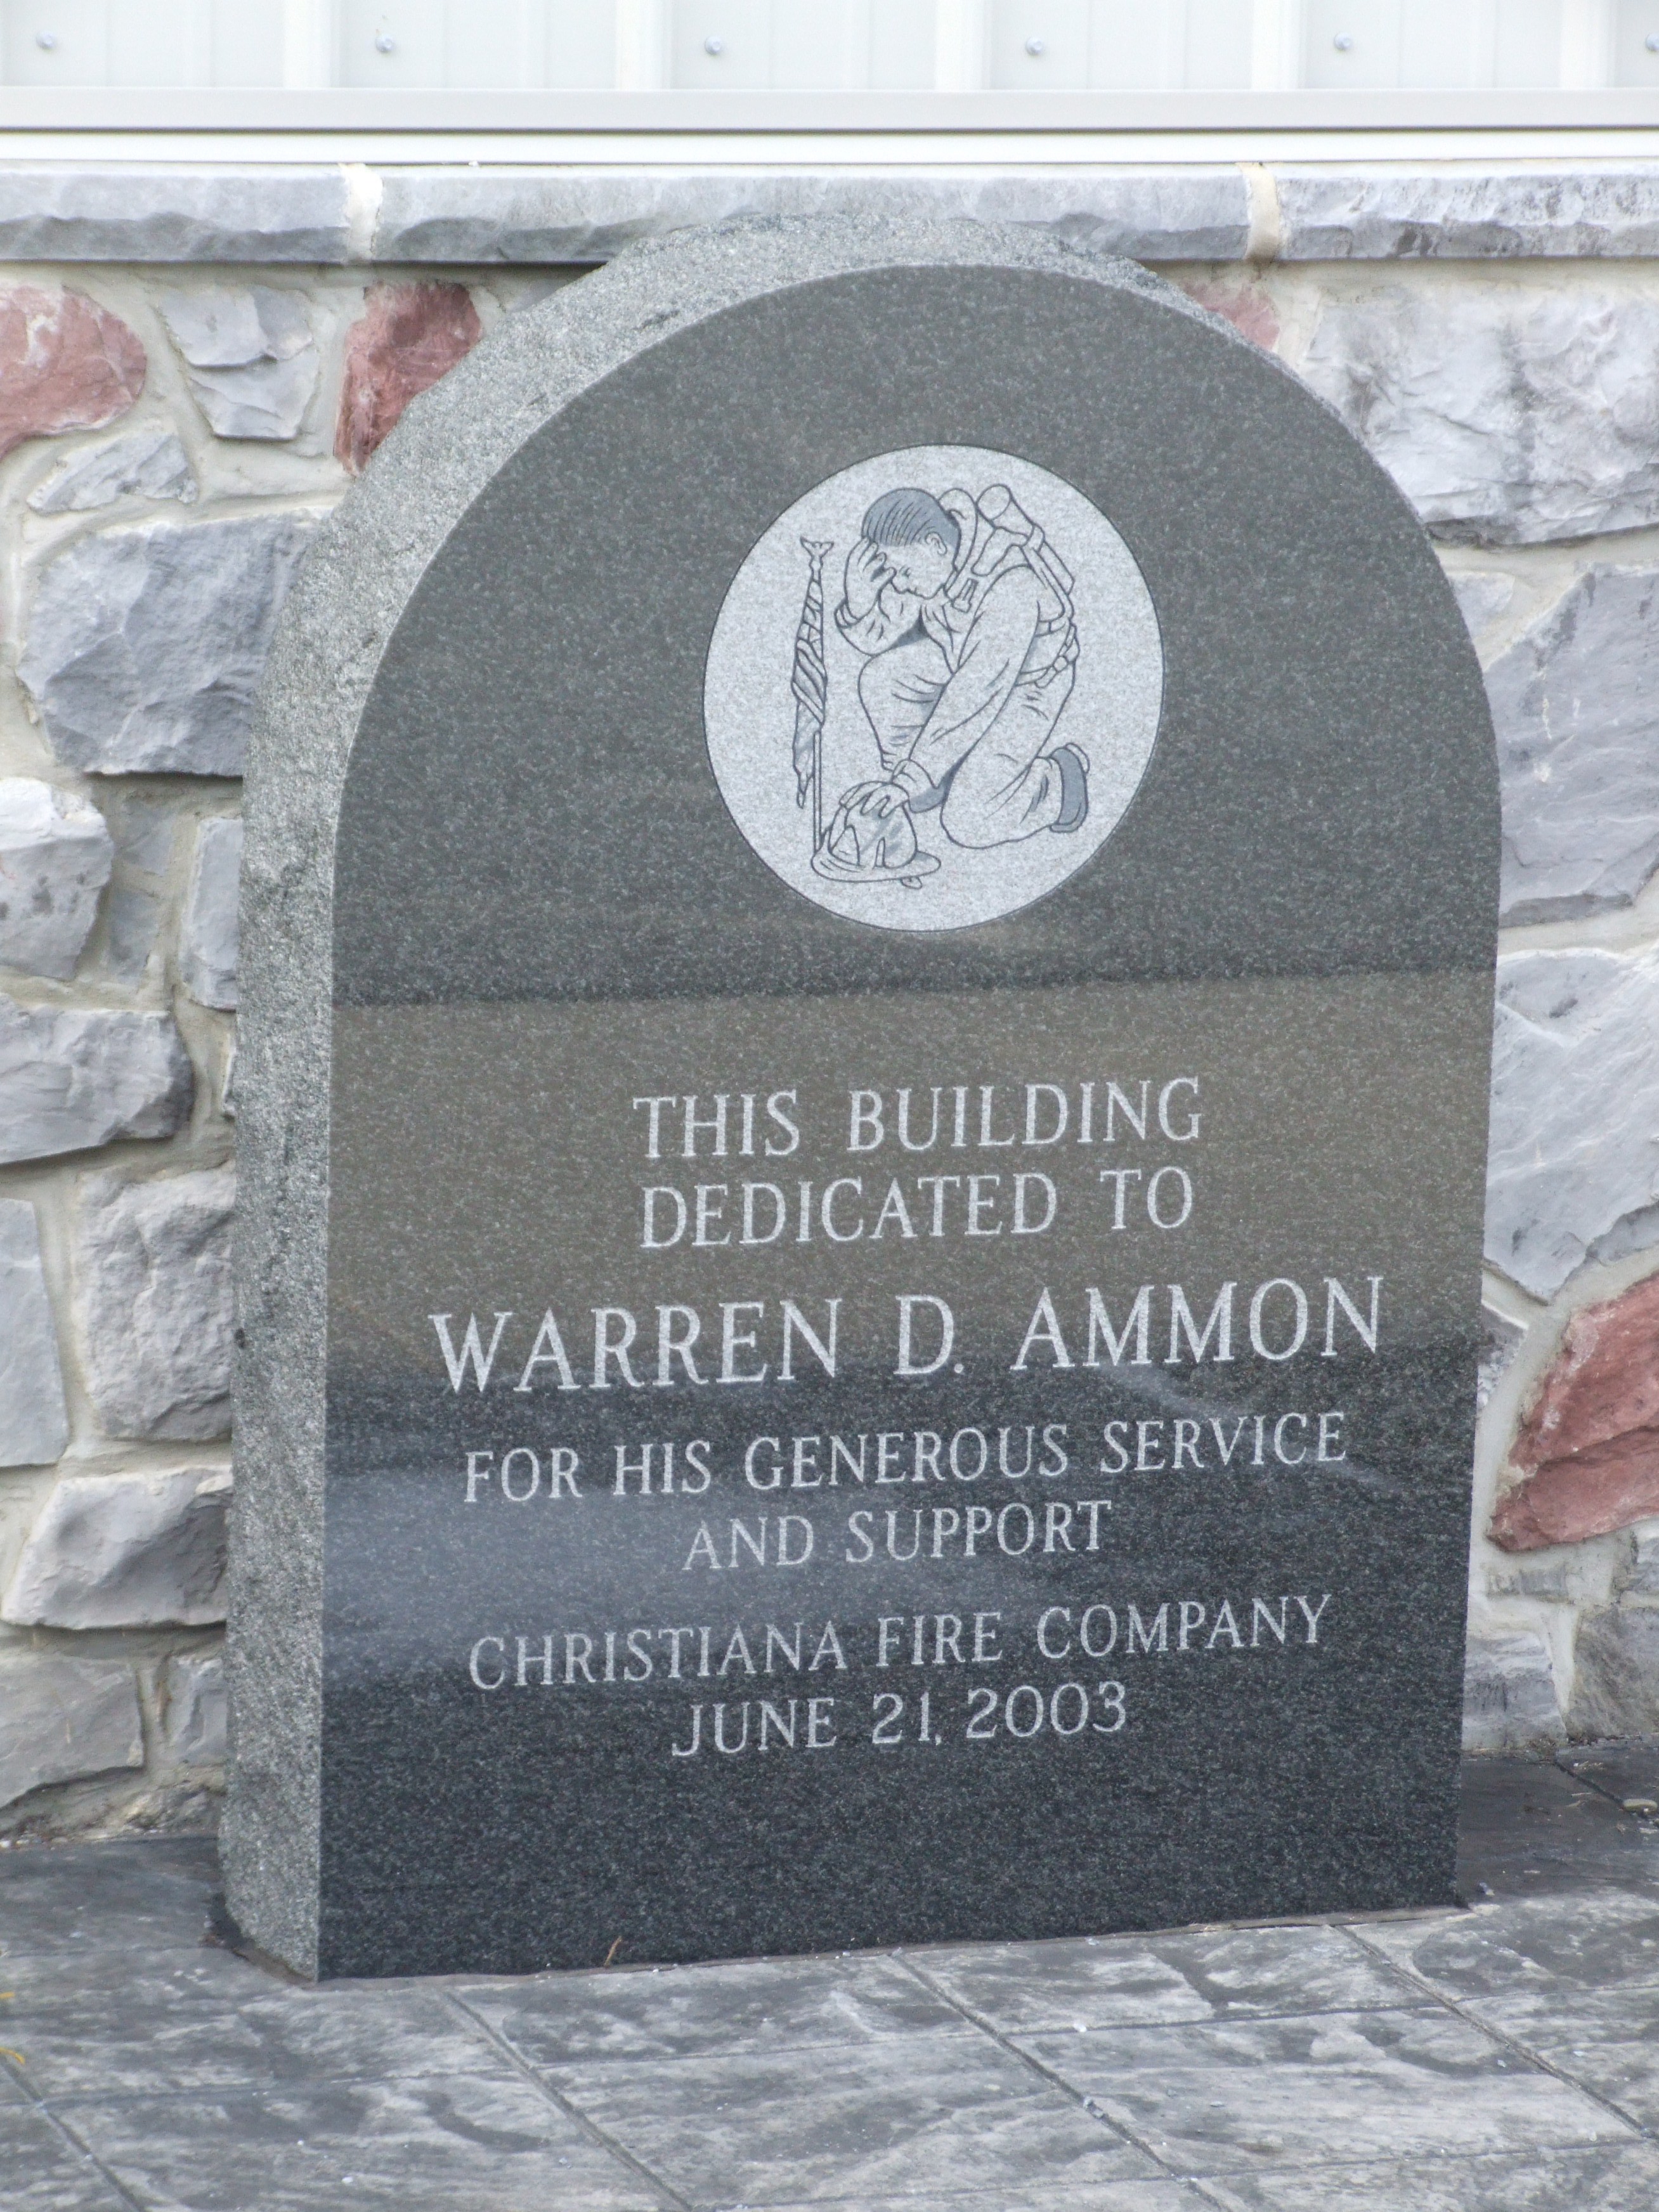 THIS BUILDING
DEDICATED TO
WARREN D. AMMON
FOR HIS GENEROUS SERVICE
AND SUPPORT
CHRISTIANA FIRE COMPANY
JUNE 21, 2003